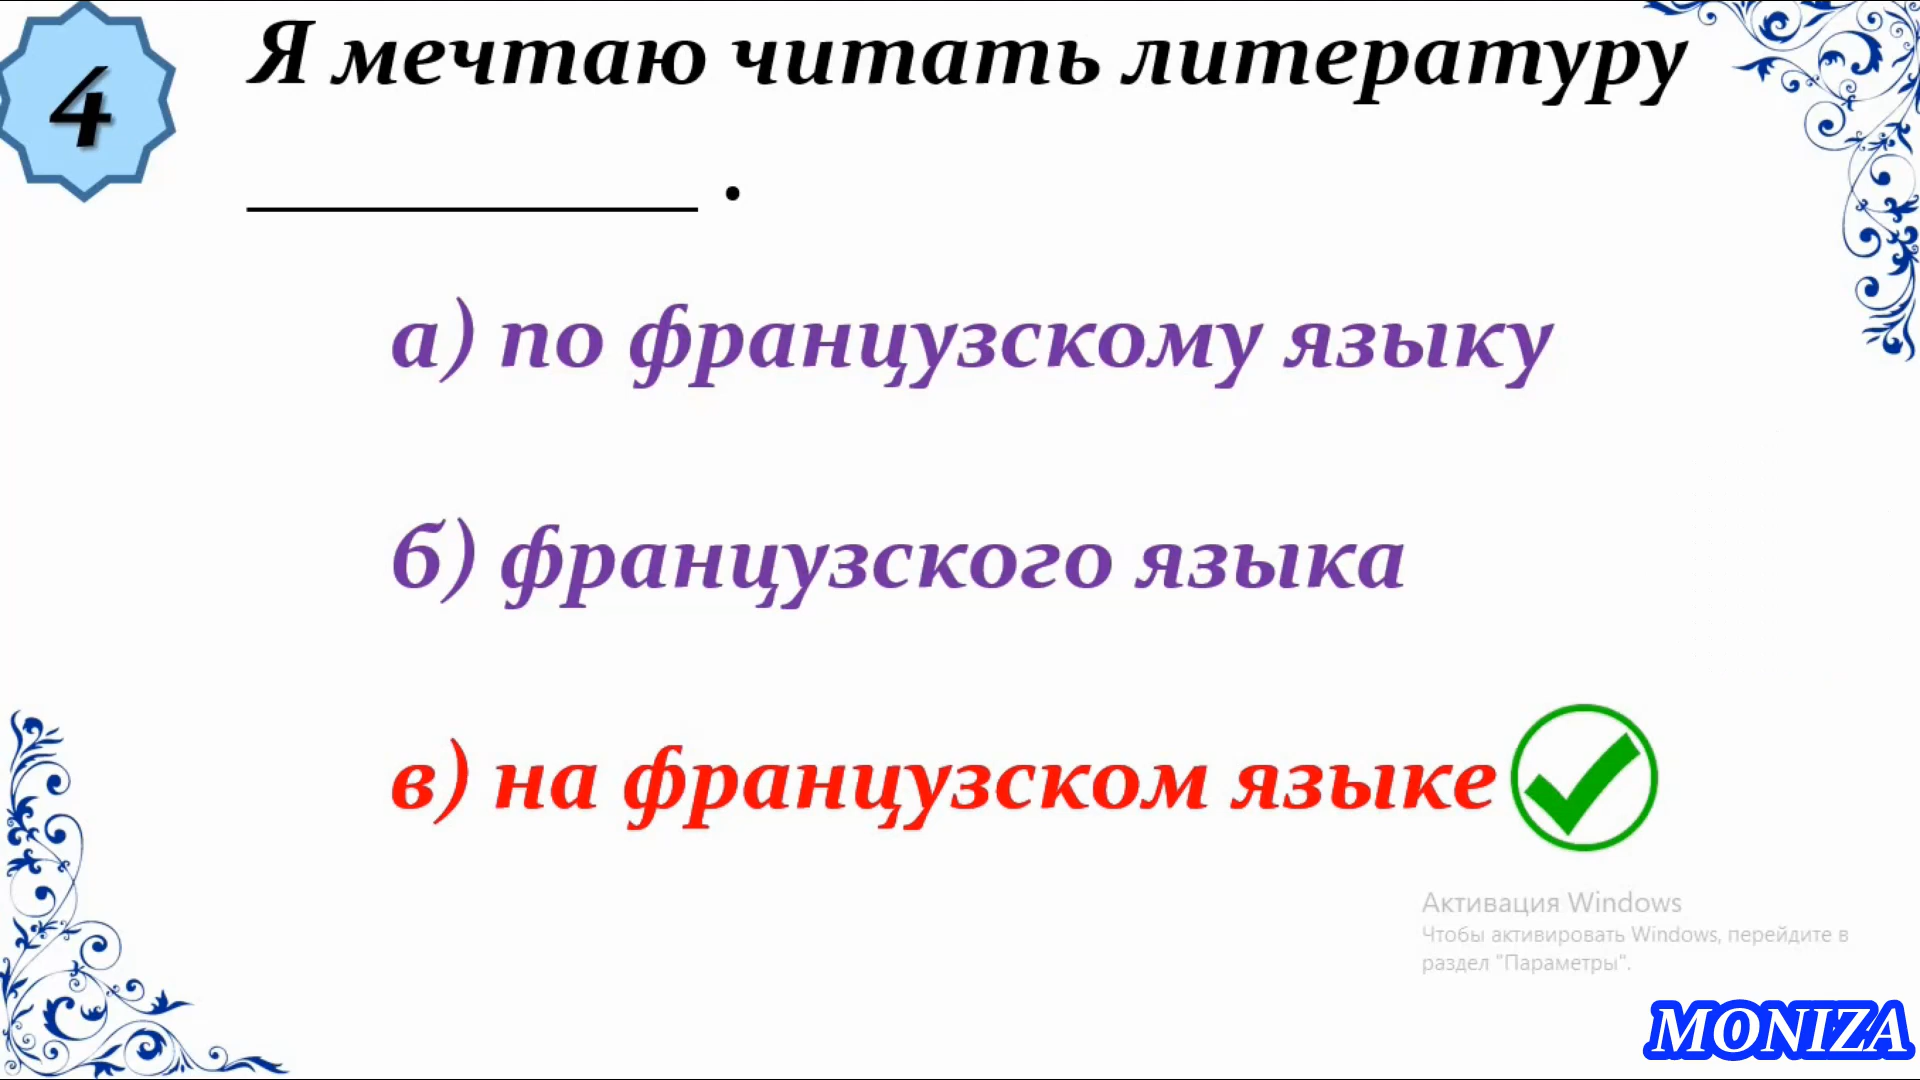 4
Я мечтаю читать литературу
___________ .
а) по французскому языку
б) французского языка
в) на французском языке
Активация Windows
Чтобы активировать Windows, перейдите в
раздел "Параметры".
MONIZA